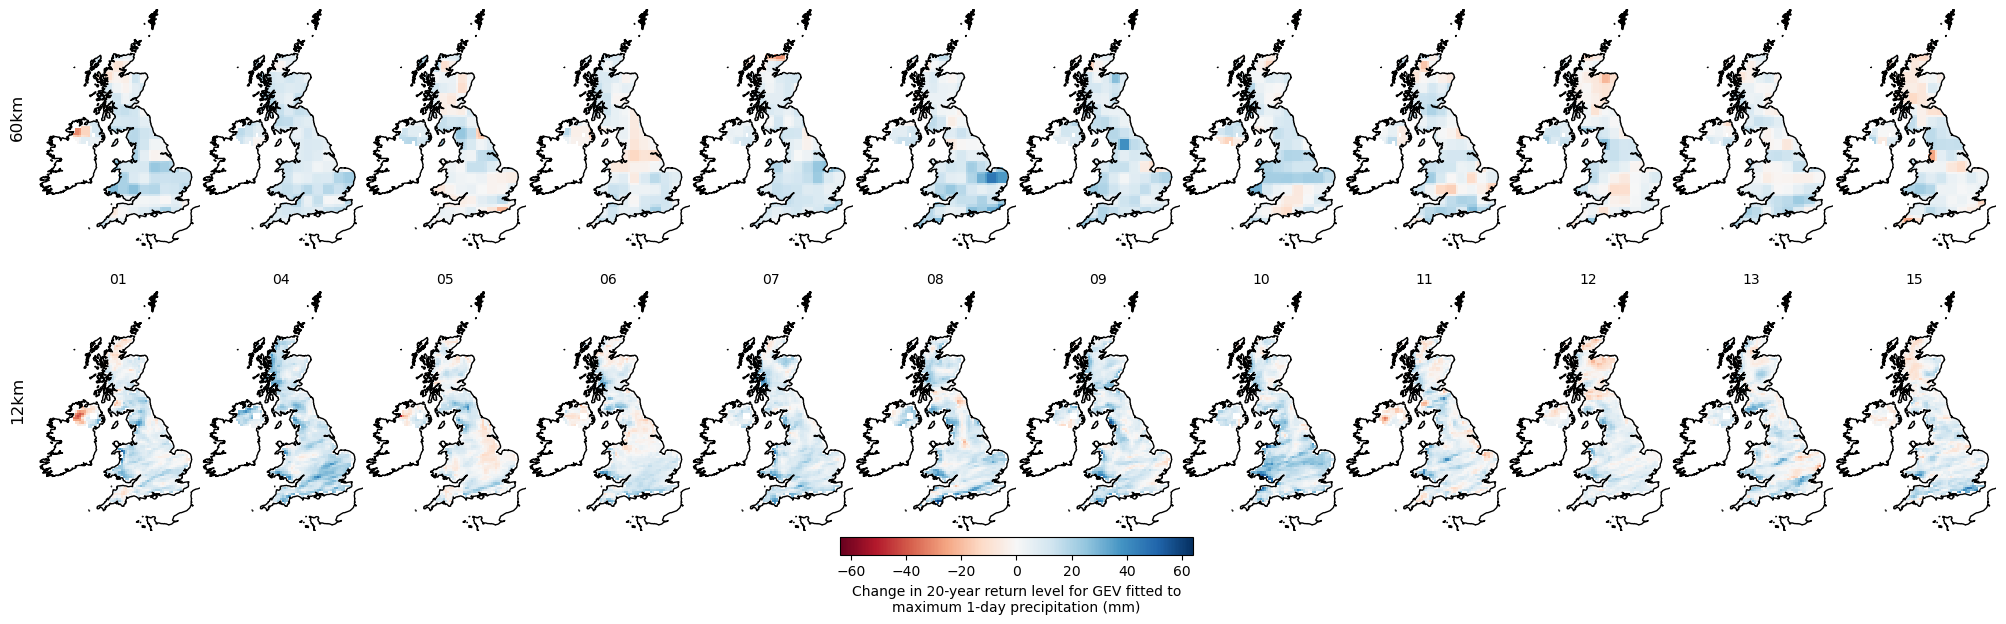 60km
01 04 05 06 07 08 09 10 11 12 13 15
12km
−60 −40 −20 0 20 40 60
Change in 20-year return level for GEV fitted to
maximum 1-day precipitation (mm)